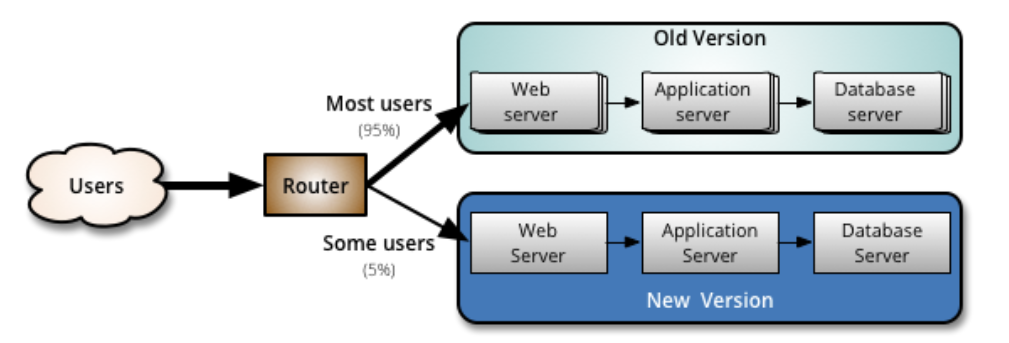 Old Version
Web
server
Application
server
Database
server
Most users
(95%)
Users
Router
Some users
(5%)
Web
Server
Application
Server
Database
Server
New Version